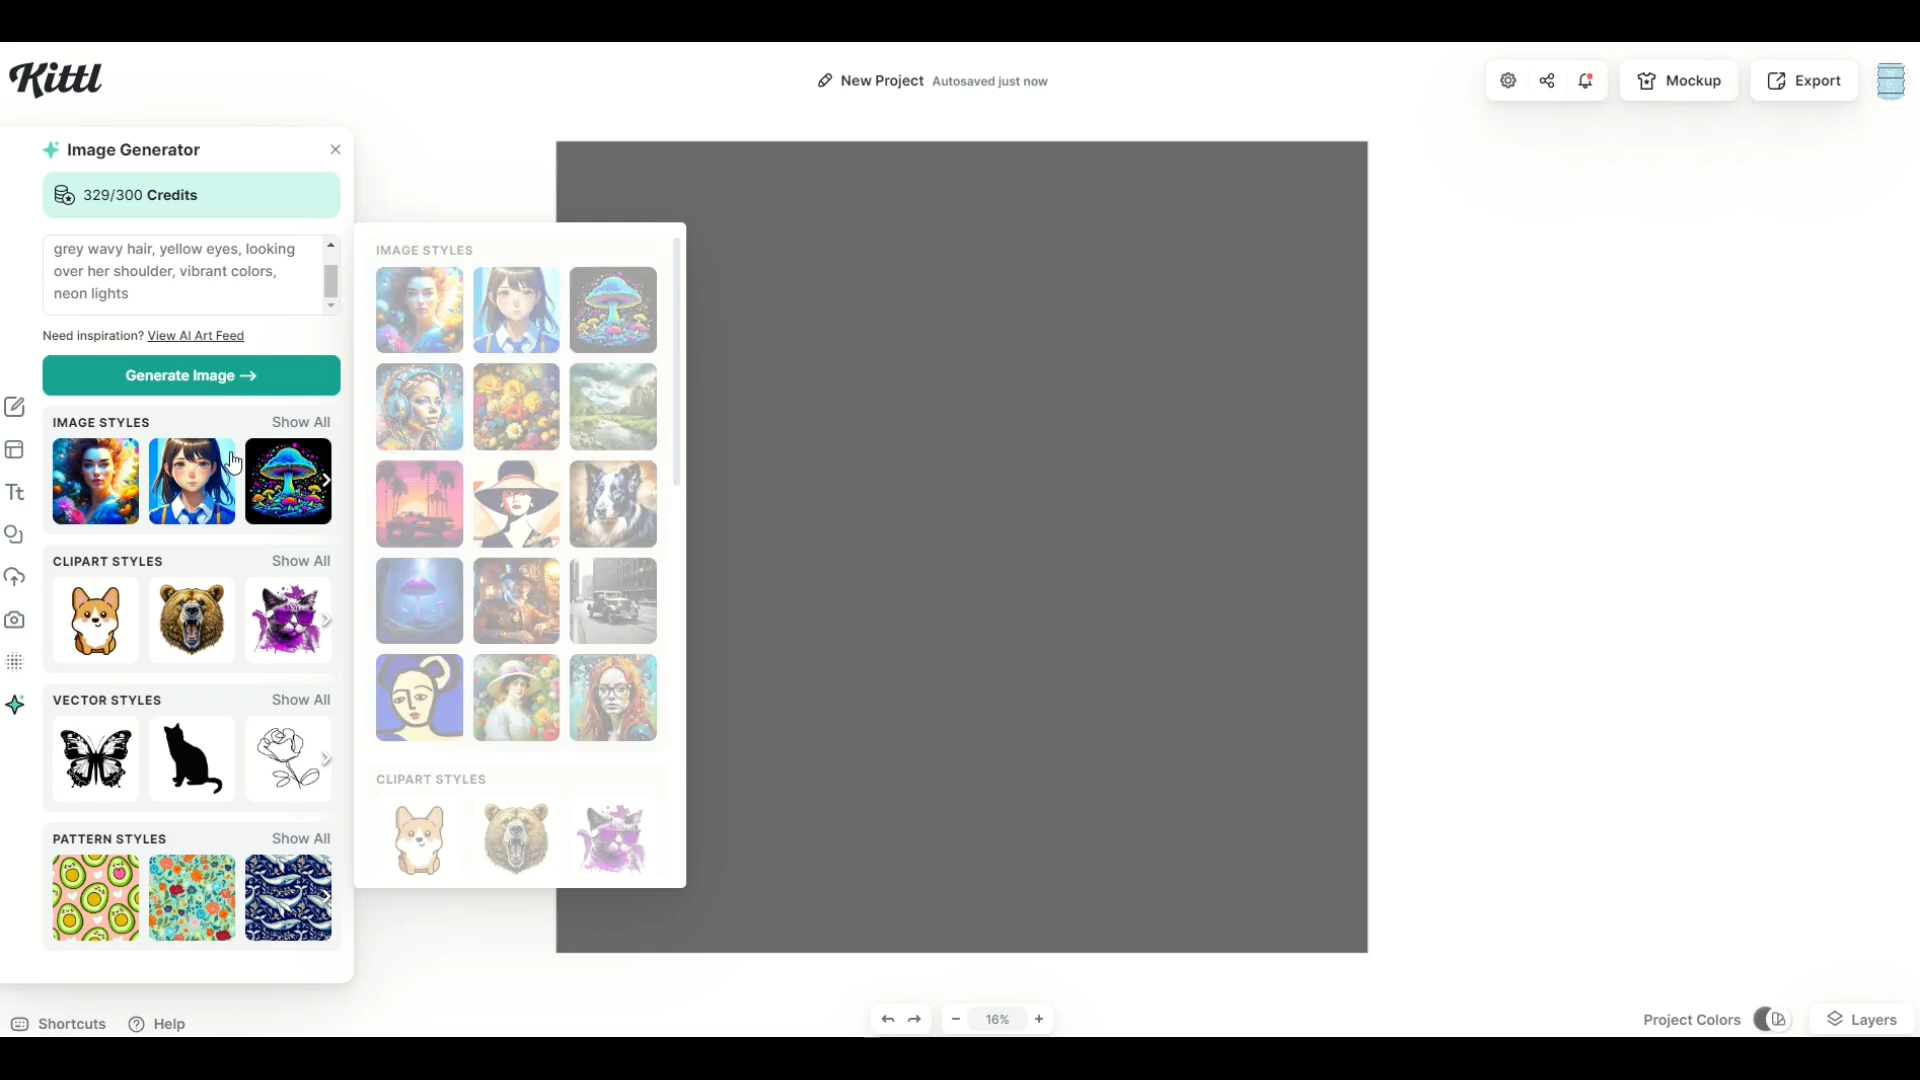 Kittl
New Project Autosaved just now
Mockup
Export
Image Generator
329/300 Credits
grey wavy hair, yellow eyes, looking
over her shoulder, vibrant colors,
neon lights
Need inspiration? View AI Art Feed
Generate Image →
IMAGE STYLES Show All
CLIPART STYLES Show All
VECTOR STYLES Show All
PATTERN STYLES Show All
IMAGE STYLES
CLIPART STYLES
Tt
Shortcuts
Help
− 16% +
Project Colors
Layers